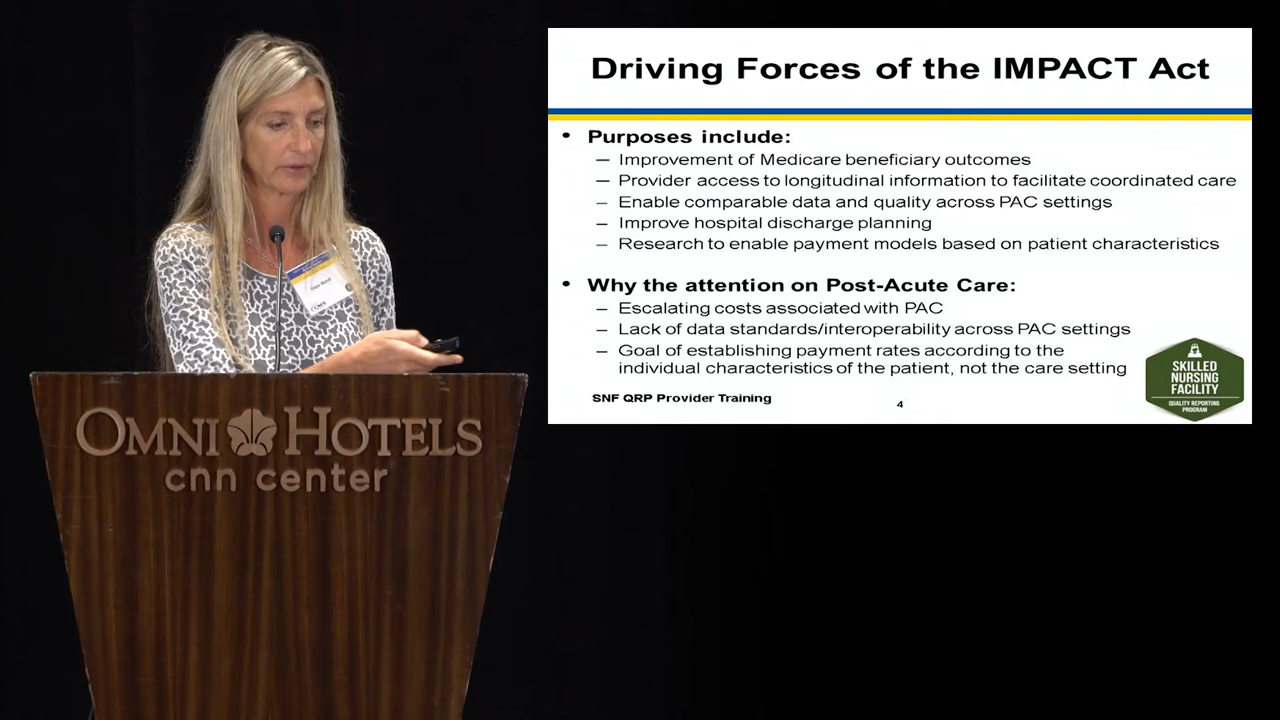 Driving Forces of the IMPACT Act
• Purposes include:
– Improvement of Medicare beneficiary outcomes
– Provider access to longitudinal information to facilitate coordinated care
– Enable comparable data and quality across PAC settings
– Improve hospital discharge planning
– Research to enable payment models based on patient characteristics
• Why the attention on Post-Acute Care:
– Escalating costs associated with PAC
– Lack of data standards/interoperability across PAC settings
– Goal of establishing payment rates according to the
individual characteristics of the patient, not the care setting
SNF QRP Provider Training
4
SKILLED
NURSING
FACILITY
QUALITY REPORTING
PROGRAM
OMNI HOTELS
cnn center
CMS